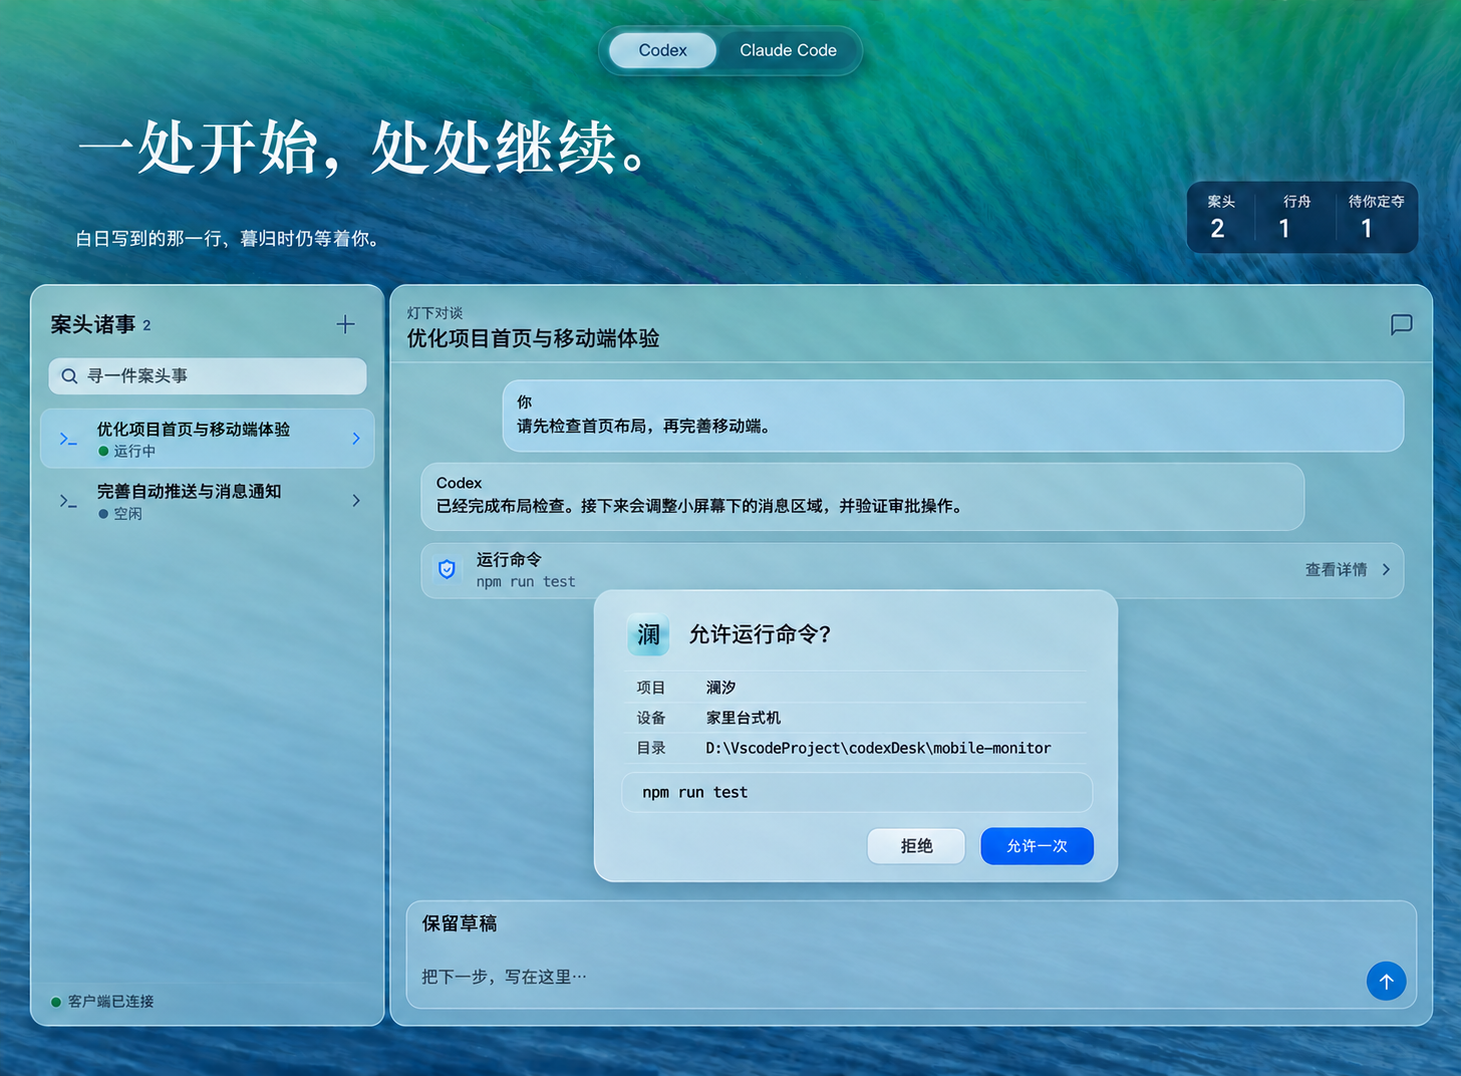 Codex
Claude Code
一处开始，处处继续。
白日写到的那一行、暮归时仍等着你。
案头
行舟
待你定夺
2
1
1
案头诸事 2
寻一件案头事
优化项目首页与移动端体验
运行中
完善自动推送与消息通知
空闲
客户端已连接
灯下对谈
优化项目首页与移动端体验
你
请先检查首页布局，再完善移动端。
Codex
已经完成布局检查。接下来会调整小屏幕下的消息区域，并验证审批操作。
运行命令
npm run test
查看详情
澜
允许运行命令？
项目 澜汐
设备 家里台式机
目录 D:\VscodeProject\codexDesk\mobile-monitor
npm run test
拒绝
允许一次
保留草稿
把下一步，写在这里…